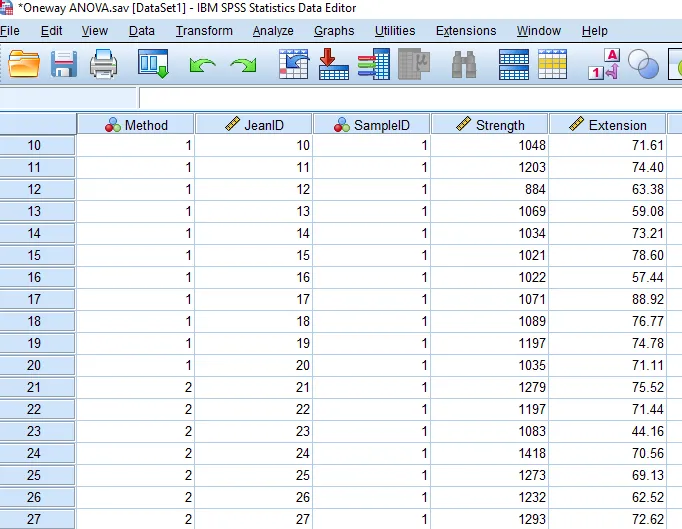 *Oneway ANOVA.sav [DataSet1] - IBM SPSS Statistics Data Editor
File Edit View Data Transform Analyze Graphs Utilities Extensions Window Help
A
1
μ
Method JeanID SampleID Strength Extension
10 1 10 1 1048 71.61
11 1 11 1 1203 74.40
12 1 12 1 884 63.38
13 1 13 1 1069 59.08
14 1 14 1 1034 73.21
15 1 15 1 1021 78.60
16 1 16 1 1022 57.44
17 1 17 1 1071 88.92
18 1 18 1 1089 76.77
19 1 19 1 1197 74.78
20 1 20 1 1035 71.11
21 2 21 1 1279 75.52
22 2 22 1 1197 71.44
23 2 23 1 1083 44.16
24 2 24 1 1418 70.56
25 2 25 1 1273 69.13
26 2 26 1 1232 62.52
27 2 27 1 1293 72.62